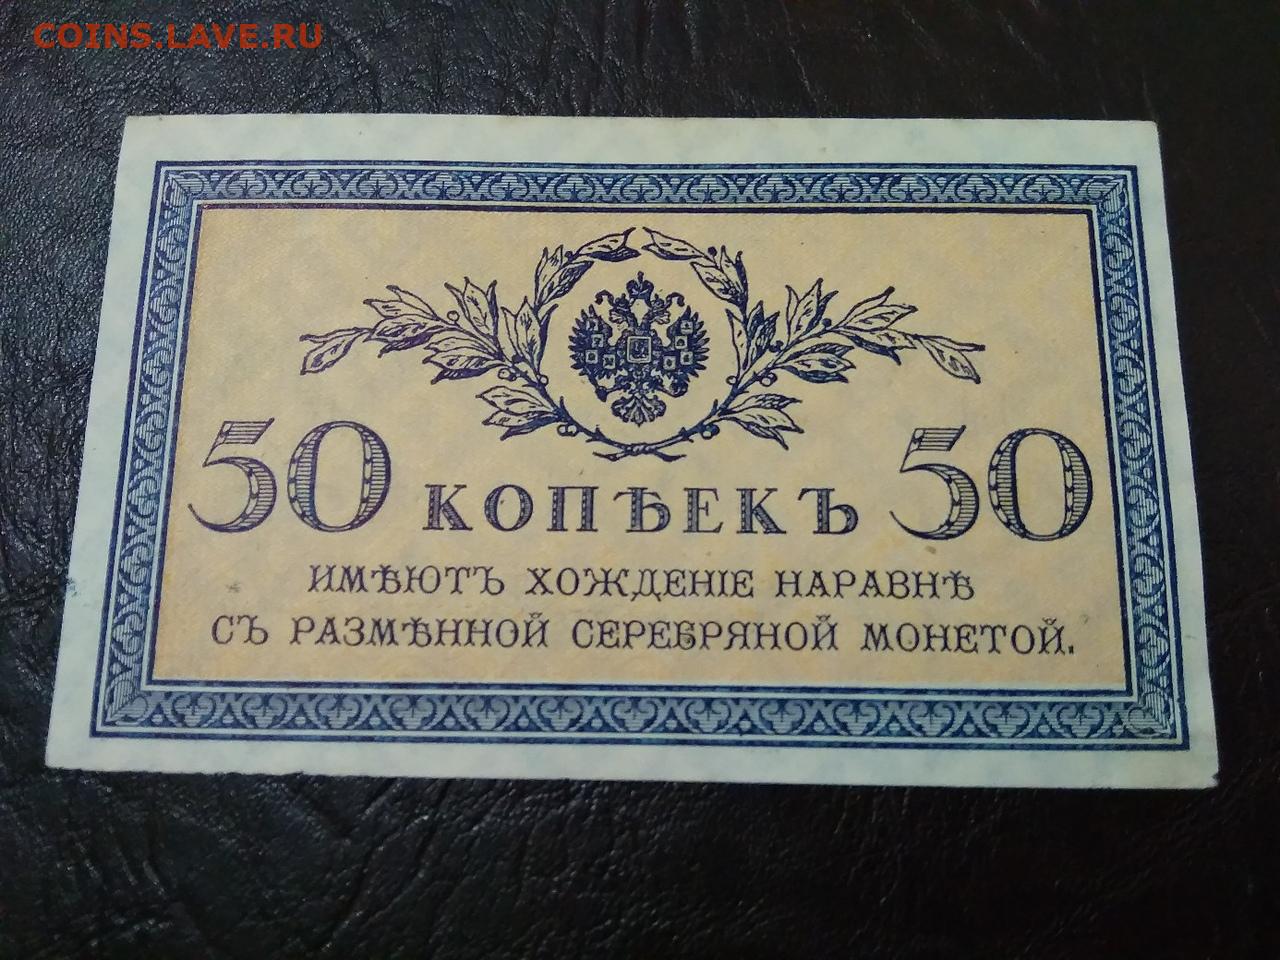 COINS.LAVE.RU
50 КОПѢЕКЪ 50
ИМѢЮТЪ ХОЖДЕНІЕ НАРАВНѢ
СЪ РАЗМѢННОЙ СЕРЕБРЯНОЙ МОНЕТОЙ.